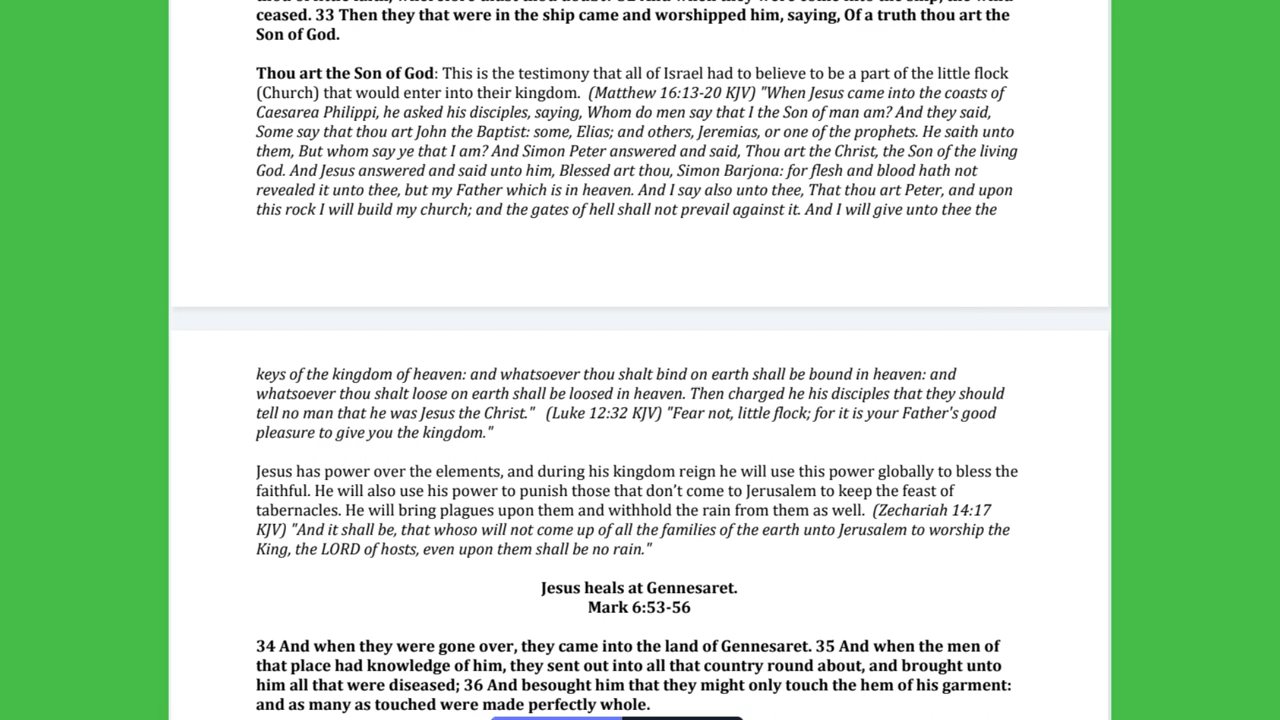 ceased. 33 Then they that were in the ship came and worshipped him, saying, Of a truth thou art the
Son of God.
Thou art the Son of God: This is the testimony that all of Israel had to believe to be a part of the little flock
(Church) that would enter into their kingdom.  (Matthew 16:13-20 KJV) "When Jesus came into the coasts of
Caesarea Philippi, he asked his disciples, saying, Whom do men say that I the Son of man am? And they said,
Some say that thou art John the Baptist: some, Elias; and others, Jeremias, or one of the prophets. He saith unto
them, But whom say ye that I am? And Simon Peter answered and said, Thou art the Christ, the Son of the living
God. And Jesus answered and said unto him, Blessed art thou, Simon Barjona: for flesh and blood hath not
revealed it unto thee, but my Father which is in heaven. And I say also unto thee, That thou art Peter, and upon
this rock I will build my church; and the gates of hell shall not prevail against it. And I will give unto thee the
keys of the kingdom of heaven: and whatsoever thou shalt bind on earth shall be bound in heaven: and
whatsoever thou shalt loose on earth shall be loosed in heaven. Then charged he his disciples that they should
tell no man that he was Jesus the Christ."  (Luke 12:32 KJV) "Fear not, little flock; for it is your Father's good
pleasure to give you the kingdom."
Jesus has power over the elements, and during his kingdom reign he will use this power globally to bless the
faithful. He will also use his power to punish those that don’t come to Jerusalem to keep the feast of
tabernacles. He will bring plagues upon them and withhold the rain from them as well.  (Zechariah 14:17
KJV) "And it shall be, that whoso will not come up of all the families of the earth unto Jerusalem to worship the
King, the LORD of hosts, even upon them shall be no rain."
Jesus heals at Gennesaret.
Mark 6:53-56
34 And when they were gone over, they came into the land of Gennesaret. 35 And when the men of
that place had knowledge of him, they sent out into all that country round about, and brought unto
him all that were diseased; 36 And besought him that they might only touch the hem of his garment:
and as many as touched were made perfectly whole.